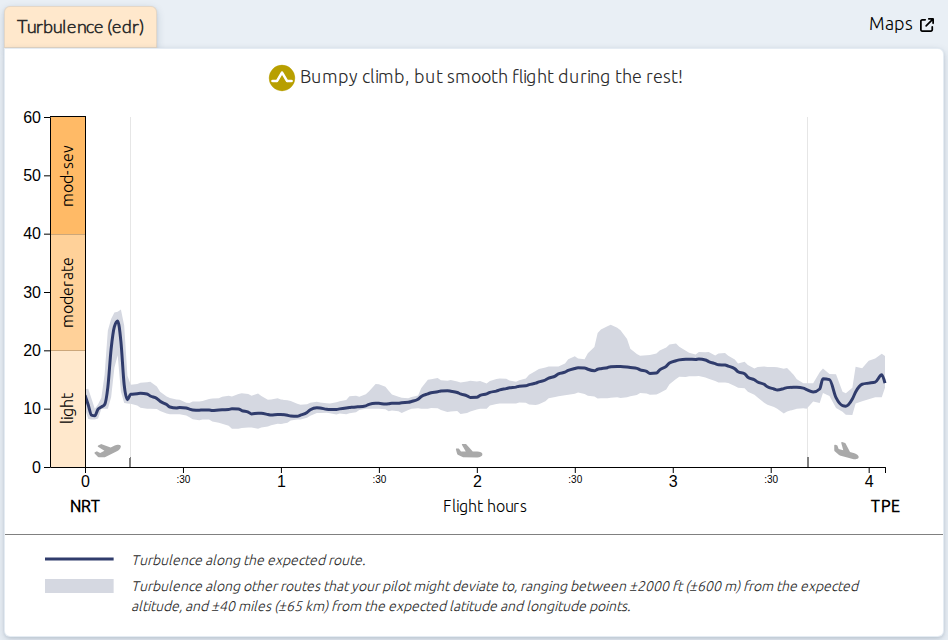 Turbulence (edr)
Maps
Bumpy climb, but smooth flight during the rest!
60
50
40
30
20
10
0
mod-sev
moderate
light
0 :30 1 :30 2 :30 3 :30 4
NRT Flight hours TPE
Turbulence along the expected route.
Turbulence along other routes that your pilot might deviate to, ranging between ±2000 ft (±600 m) from the expected
altitude, and ±40 miles (±65 km) from the expected latitude and longitude points.